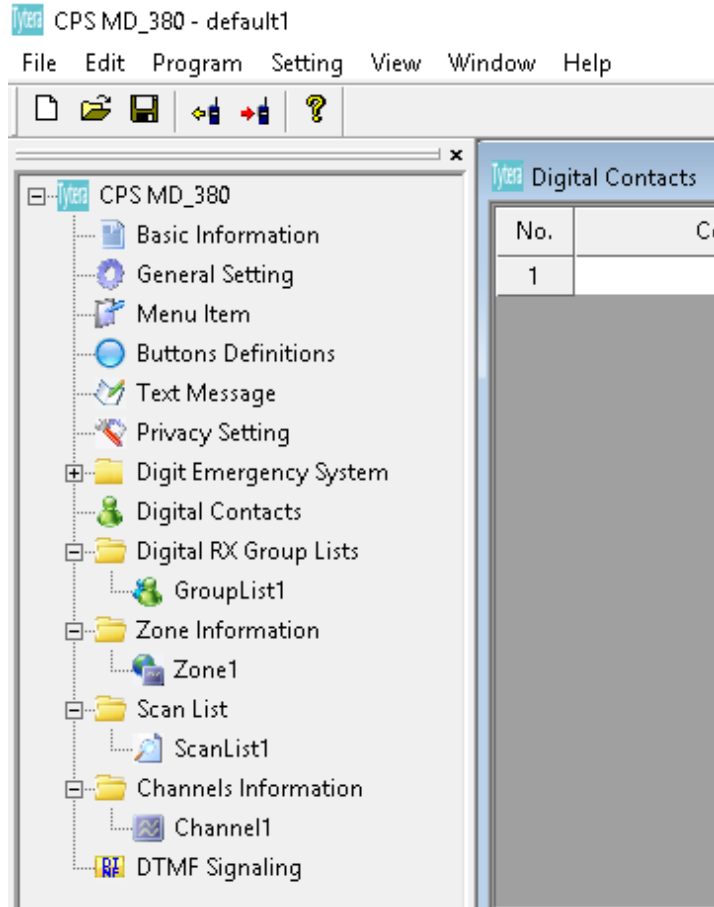 Tytera CPS MD_380 - default1
File Edit Program Setting View Window Help
Tytera Digital Contacts
No.
1
Tytera CPS MD_380
Basic Information
General Setting
Menu Item
Buttons Definitions
Text Message
Privacy Setting
Digit Emergency System
Digital Contacts
Digital RX Group Lists
GroupList1
Zone Information
Zone1
Scan List
ScanList1
Channels Information
Channel1
DTMF Signaling